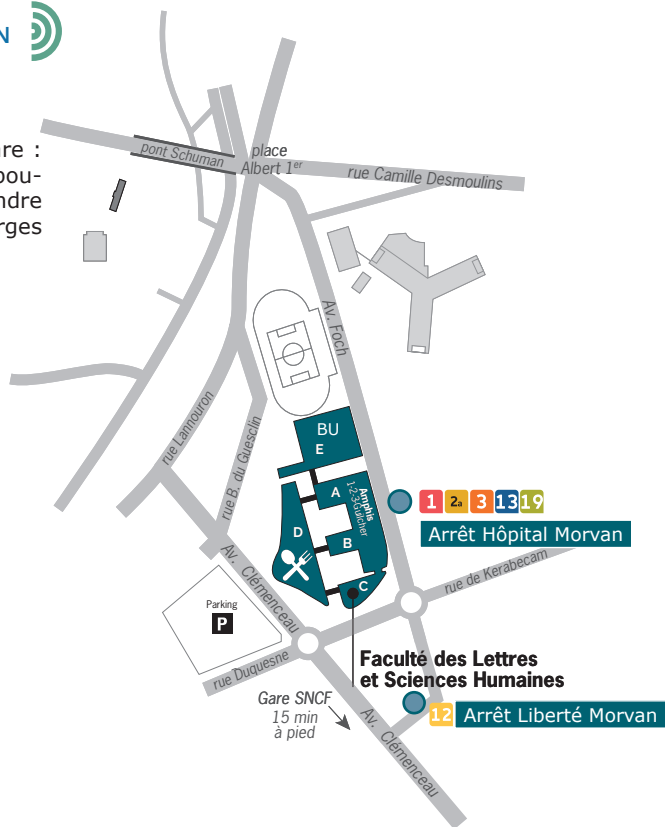 N
re :
pou-
ndre
rges
pont Schuman
place
Albert 1er
rue Camille Desmoulins
Av. Foch
rue Lannouron
rue B. du Guesclin
BU
E
A
Amphis
1-2-3-Guilcher
B
D
C
1 2a 3 13 19
Arrêt Hôpital Morvan
Av. Clémenceau
rue de Kerabecam
Parking
P
rue Duquesne
Faculté des Lettres
et Sciences Humaines
Gare SNCF
15 min
à pied
12 Arrêt Liberté Morvan
Av. Clémenceau